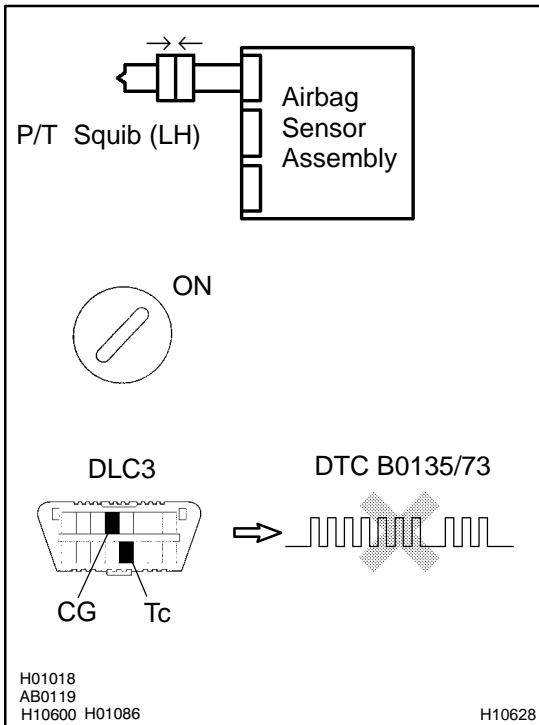 P/T Squib (LH)
Airbag
Sensor
Assembly
ON
DLC3
DTC B0135/73
CG
Tc
H01018
AB0119
H10600 H01086
H10628